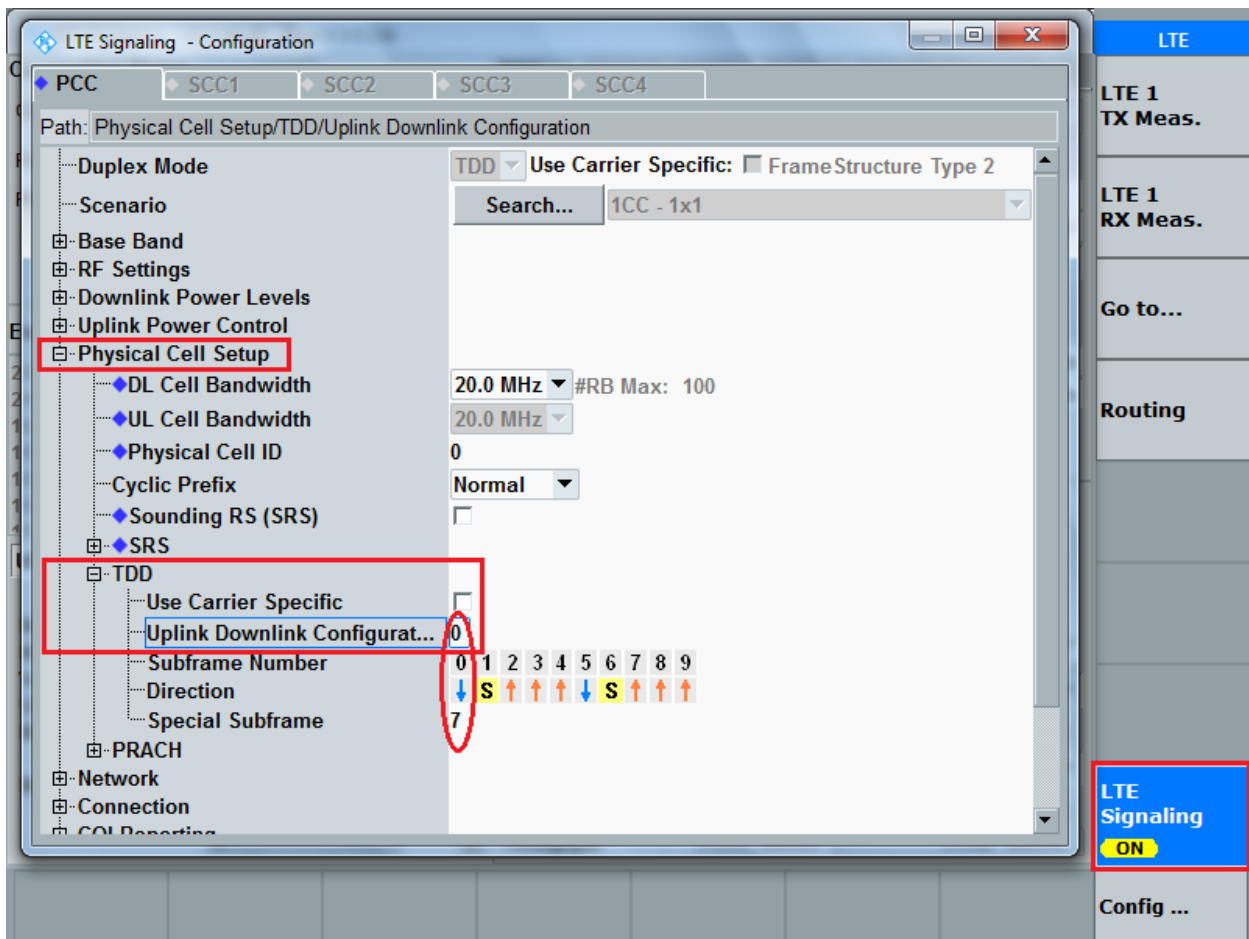 LTE Signaling - Configuration
LTE
PCC SCC1 SCC2 SCC3 SCC4
LTE 1
TX Meas.
Path: Physical Cell Setup/TDD/Uplink Downlink Configuration
Duplex Mode TDD Use Carrier Specific: FrameStructure Type 2
Scenario Search... 1CC - 1x1
LTE 1
RX Meas.
Base Band
RF Settings
Downlink Power Levels
Go to...
Uplink Power Control
Physical Cell Setup
DL Cell Bandwidth 20.0 MHz #RB Max: 100
UL Cell Bandwidth 20.0 MHz
Routing
Physical Cell ID 0
Cyclic Prefix Normal
Sounding RS (SRS)
SRS
TDD
Use Carrier Specific
Uplink Downlink Configurat... 0
Subframe Number 0 1 2 3 4 5 6 7 8 9
Direction ↓ S ↑ ↑ ↑ ↓ S ↑ ↑ ↑
Special Subframe 7
PRACH
Network
Connection
LTE
Signaling
ON
Config ...